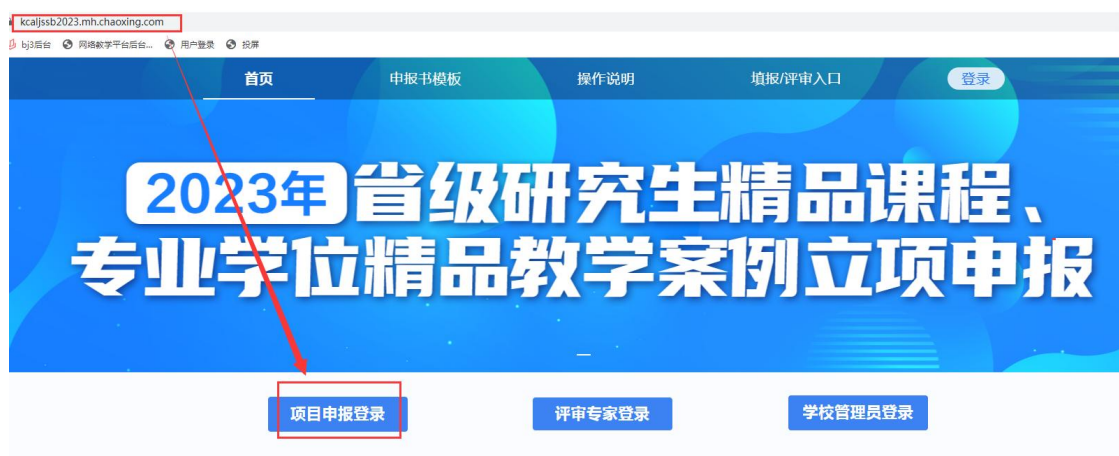 kcaljssb2023.mh.chaoxing.com
bj3后台 网络教学平台后台... 用户登录 投屏
首页 申报书模板 操作说明 填报/评审入口 登录
2023年省级研究生精品课程、
专业学位精品教学案例立项申报
项目申报登录 评审专家登录 学校管理员登录